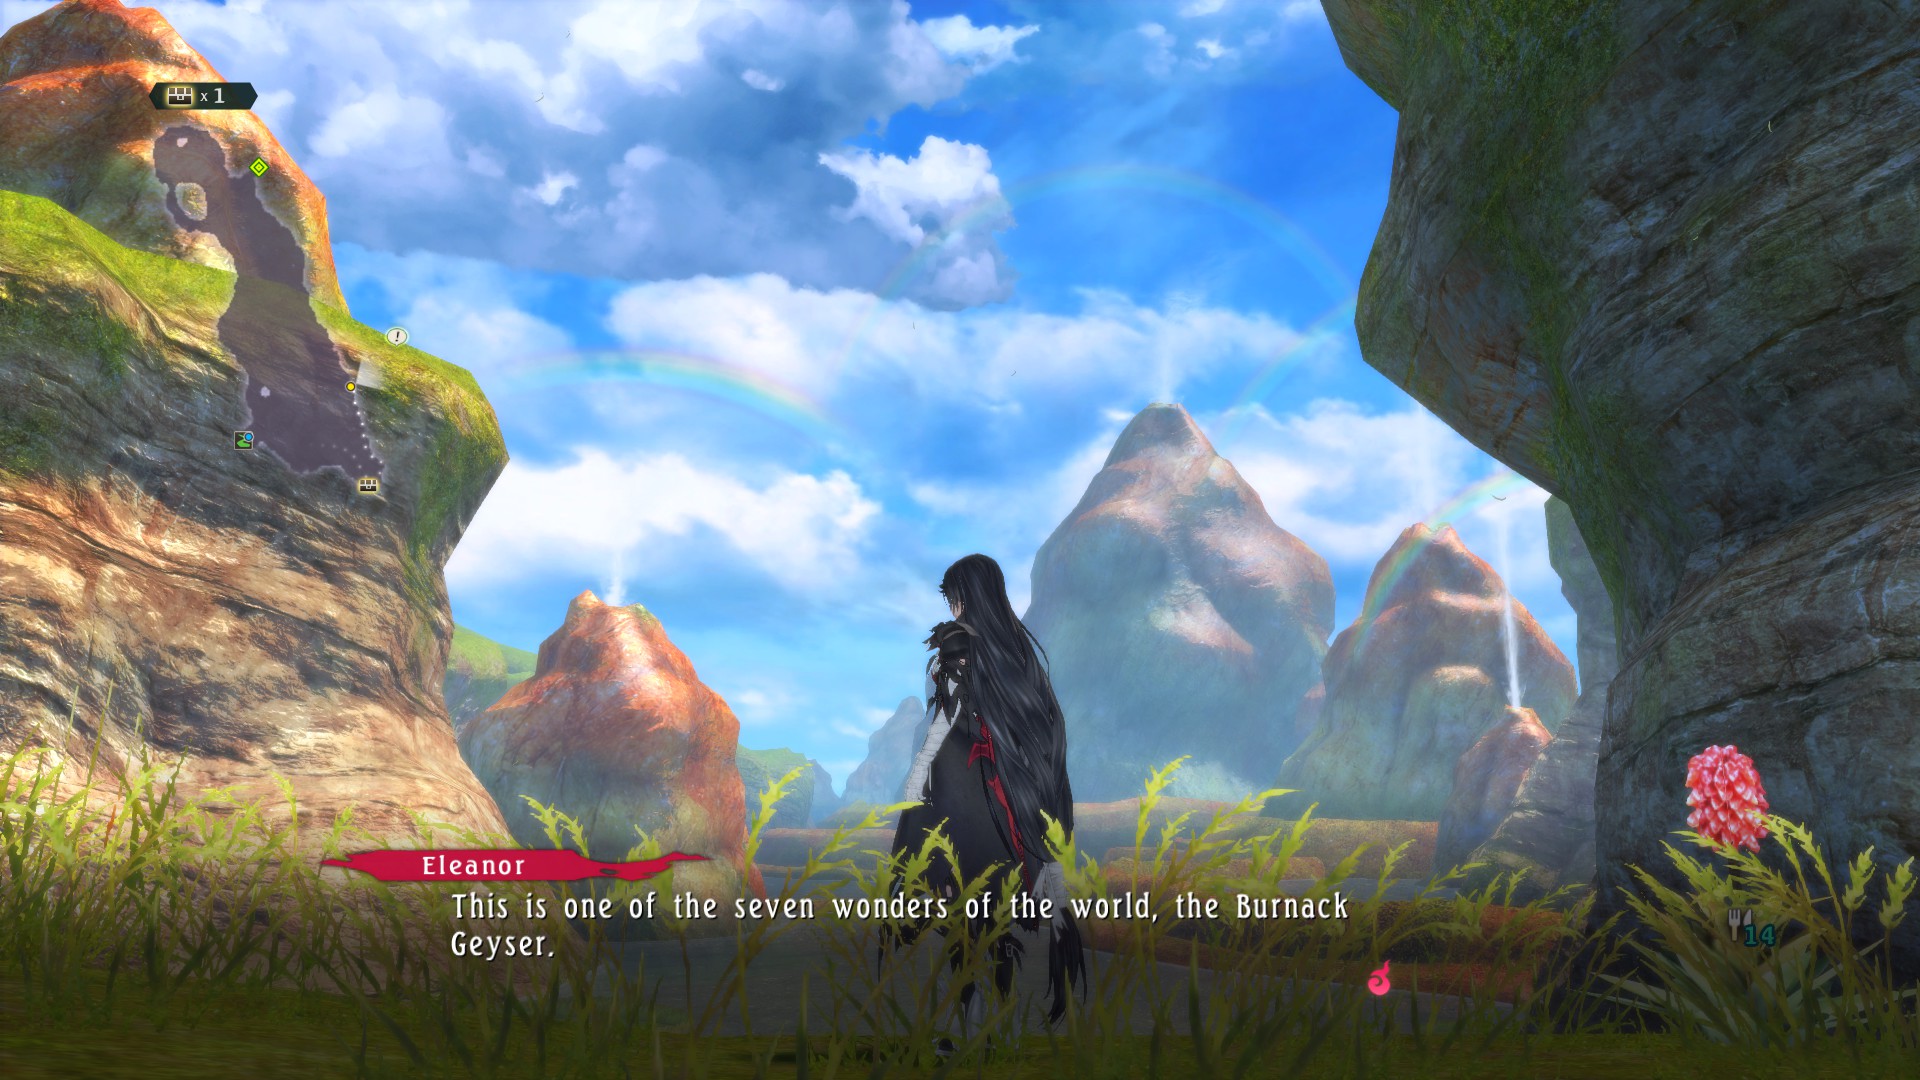 x 1
!
Eleanor
This is one of the seven wonders of the world, the Burnack
Geyser.
14